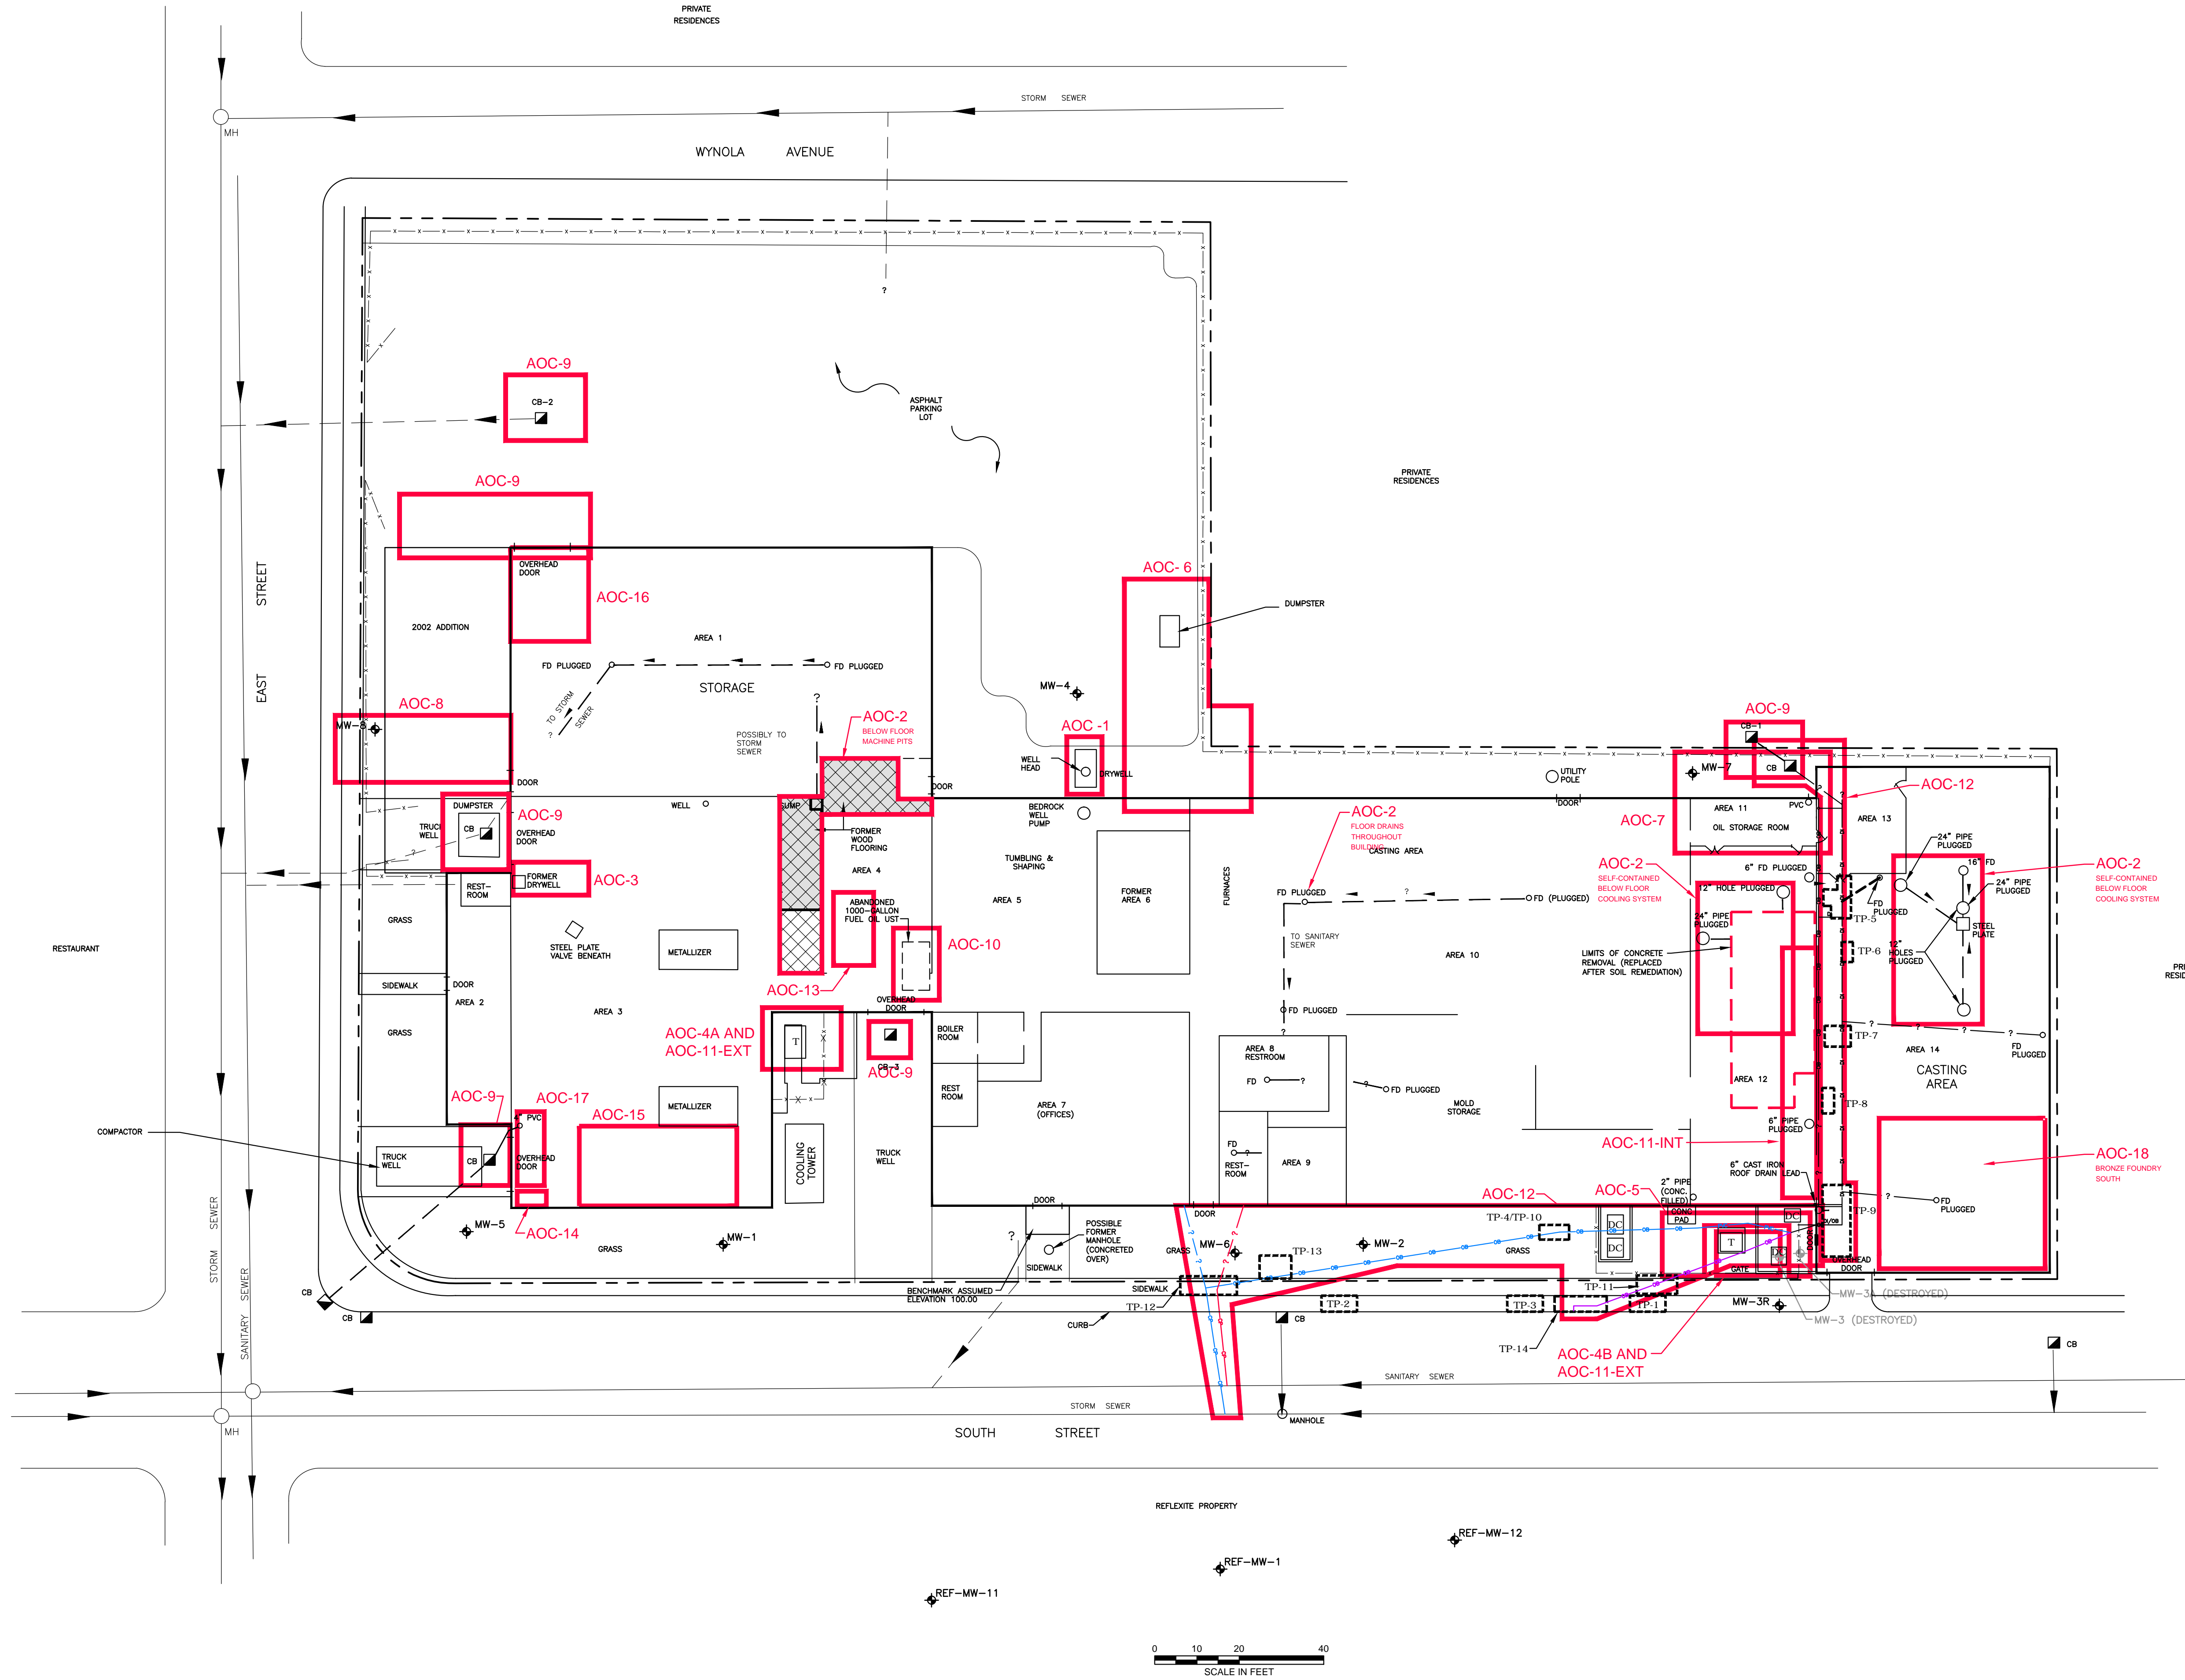 PRIVATE
RESIDENCES
STORM SEWER
MH
WYNOLA AVENUE
?
AOC-9
CB-2
ASPHALT
PARKING
LOT
PRIVATE
RESIDENCES
AOC-9
EAST STREET
OVERHEAD
DOOR
AOC-16
AOC- 6
DUMPSTER
2002 ADDITION
AREA 1
FD PLUGGED
FD PLUGGED
STORAGE
TO STORM
SEWER
?
?
MW-4
AOC-8
MW-8
AOC-2
BELOW FLOOR
MACHINE PITS
POSSIBLY TO
STORM
SEWER
AOC -1
WELL
HEAD
DRYWELL
DOOR
DOOR
AOC-9
CB-1
CB
MW-7
UTILITY
POLE
AOC-12
DUMPSTER
TRUCK
WELL
CB
?
AOC-9
OVERHEAD
DOOR
WELL
SUMP
FORMER
WOOD
FLOORING
BEDROCK
WELL
PUMP
DOOR
AOC-2
FLOOR DRAINS
THROUGHOUT
BUILDING
CASTING AREA
AOC-7
AREA 11
PVC
OIL STORAGE ROOM
AREA 13
24" PIPE
PLUGGED
TUMBLING &
SHAPING
AREA 4
AREA 5
FORMER
AREA 6
FURNACES
REST-
ROOM
FORMER
DRYWELL
AOC-3
ABANDONED
1000-GALLON
FUEL OIL UST
FD PLUGGED
?
FD (PLUGGED)
AOC-2
SELF-CONTAINED
BELOW FLOOR
COOLING SYSTEM
6" FD PLUGGED
12" HOLE PLUGGED
24" PIPE
PLUGGED
16" FD
24" PIPE
PLUGGED
AOC-2
SELF-CONTAINED
BELOW FLOOR
COOLING SYSTEM
FD
PLUGGED
TP-5
STEEL
PLATE
TP-6
12"
HOLES
PLUGGED
GRASS
RESTAURANT
STEEL PLATE
VALVE BENEATH
METALLIZER
AOC-10
TO SANITARY
SEWER
AREA 10
LIMITS OF CONCRETE
REMOVAL (REPLACED
AFTER SOIL REMEDIATION)
SIDEWALK
DOOR
AREA 2
AOC-13
OVERHEAD
DOOR
AREA 3
FD PLUGGED
?
GRASS
AOC-4A AND
AOC-11-EXT
T
CB-3
AOC-9
BOILER
ROOM
AREA 8
RESTROOM
FD
?
?
FD PLUGGED
TP-7
? ? ?
FD
PLUGGED
AREA 14
CASTING
AREA
AREA 12
TP-8
REST
ROOM
AREA 7
(OFFICES)
MOLD
STORAGE
AOC-9
AOC-17
4" PVC
AOC-15
METALLIZER
6" PIPE
PLUGGED
AOC-11-INT
COMPACTOR
TRUCK
WELL
CB
OVERHEAD
DOOR
COOLING
TOWER
TRUCK
WELL
FD
?
REST-
ROOM
AREA 9
6" CAST IRON
ROOF DRAIN LEAD
AOC-18
BRONZE FOUNDRY
SOUTH
AOC-14
MW-5
GRASS
MW-1
DOOR
?
POSSIBLE
FORMER
MANHOLE
(CONCRETED
OVER)
SIDEWALK
GRASS
DOOR
MW-6
TP-13
MW-2
AOC-12
TP-4/TP-10
GRASS
AOC-5
2" PIPE
(CONC.
FILLED)
CONC
PAD
DC
DC
DC
T
DC
DOOR
GATE
?
FD
PLUGGED
TP-9
OVERHEAD
DOOR
BENCHMARK ASSUMED
ELEVATION 100.00
SIDEWALK
TP-12
TP-2
TP-3
TP-11
TP-1
MW-3R
MW-3A (DESTROYED)
MW-3 (DESTROYED)
CB
CB
CURB
CB
TP-14
CB
AOC-4B AND
AOC-11-EXT
STORM SEWER
SANITARY SEWER
SANITARY SEWER
STORM SEWER
MANHOLE
MH
SOUTH STREET
REFLEXITE PROPERTY
REF-MW-12
REF-MW-1
REF-MW-11
0 10 20 40
SCALE IN FEET